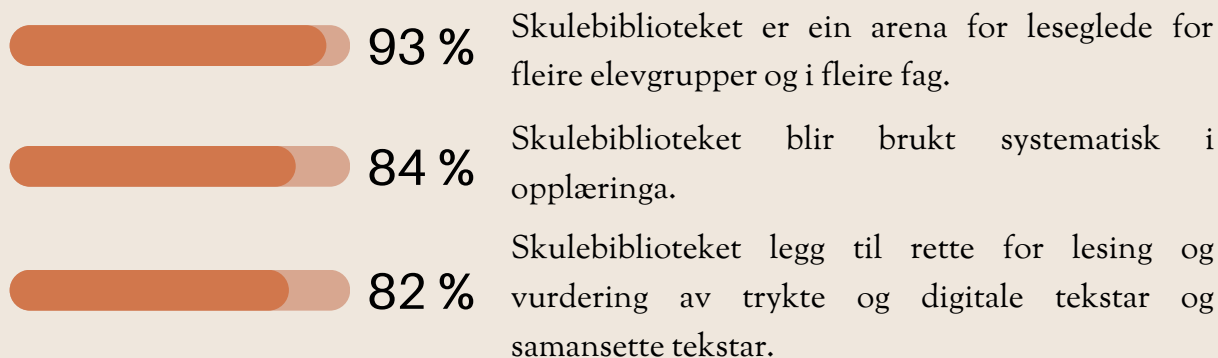 93 %
Skulebiblioteket er ein arena for leseglede for
fleire elevgrupper og i fleire fag.
84 %
Skulebiblioteket blir brukt systematisk i
opplæringa.
82 %
Skulebiblioteket legg til rette for lesing og
vurdering av trykte og digitale tekstar og
samansette tekstar.